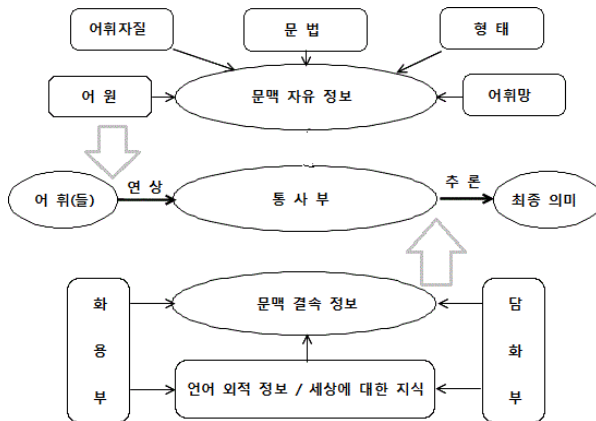 어휘자질
문 법
형 태
어 원
문맥 자유 정보
어휘망
어 휘(들)
연 상
통 사 부
추 론
최종 의미
화
용
부
문맥 결속 정보
담
화
부
언어 외적 정보 / 세상에 대한 지식